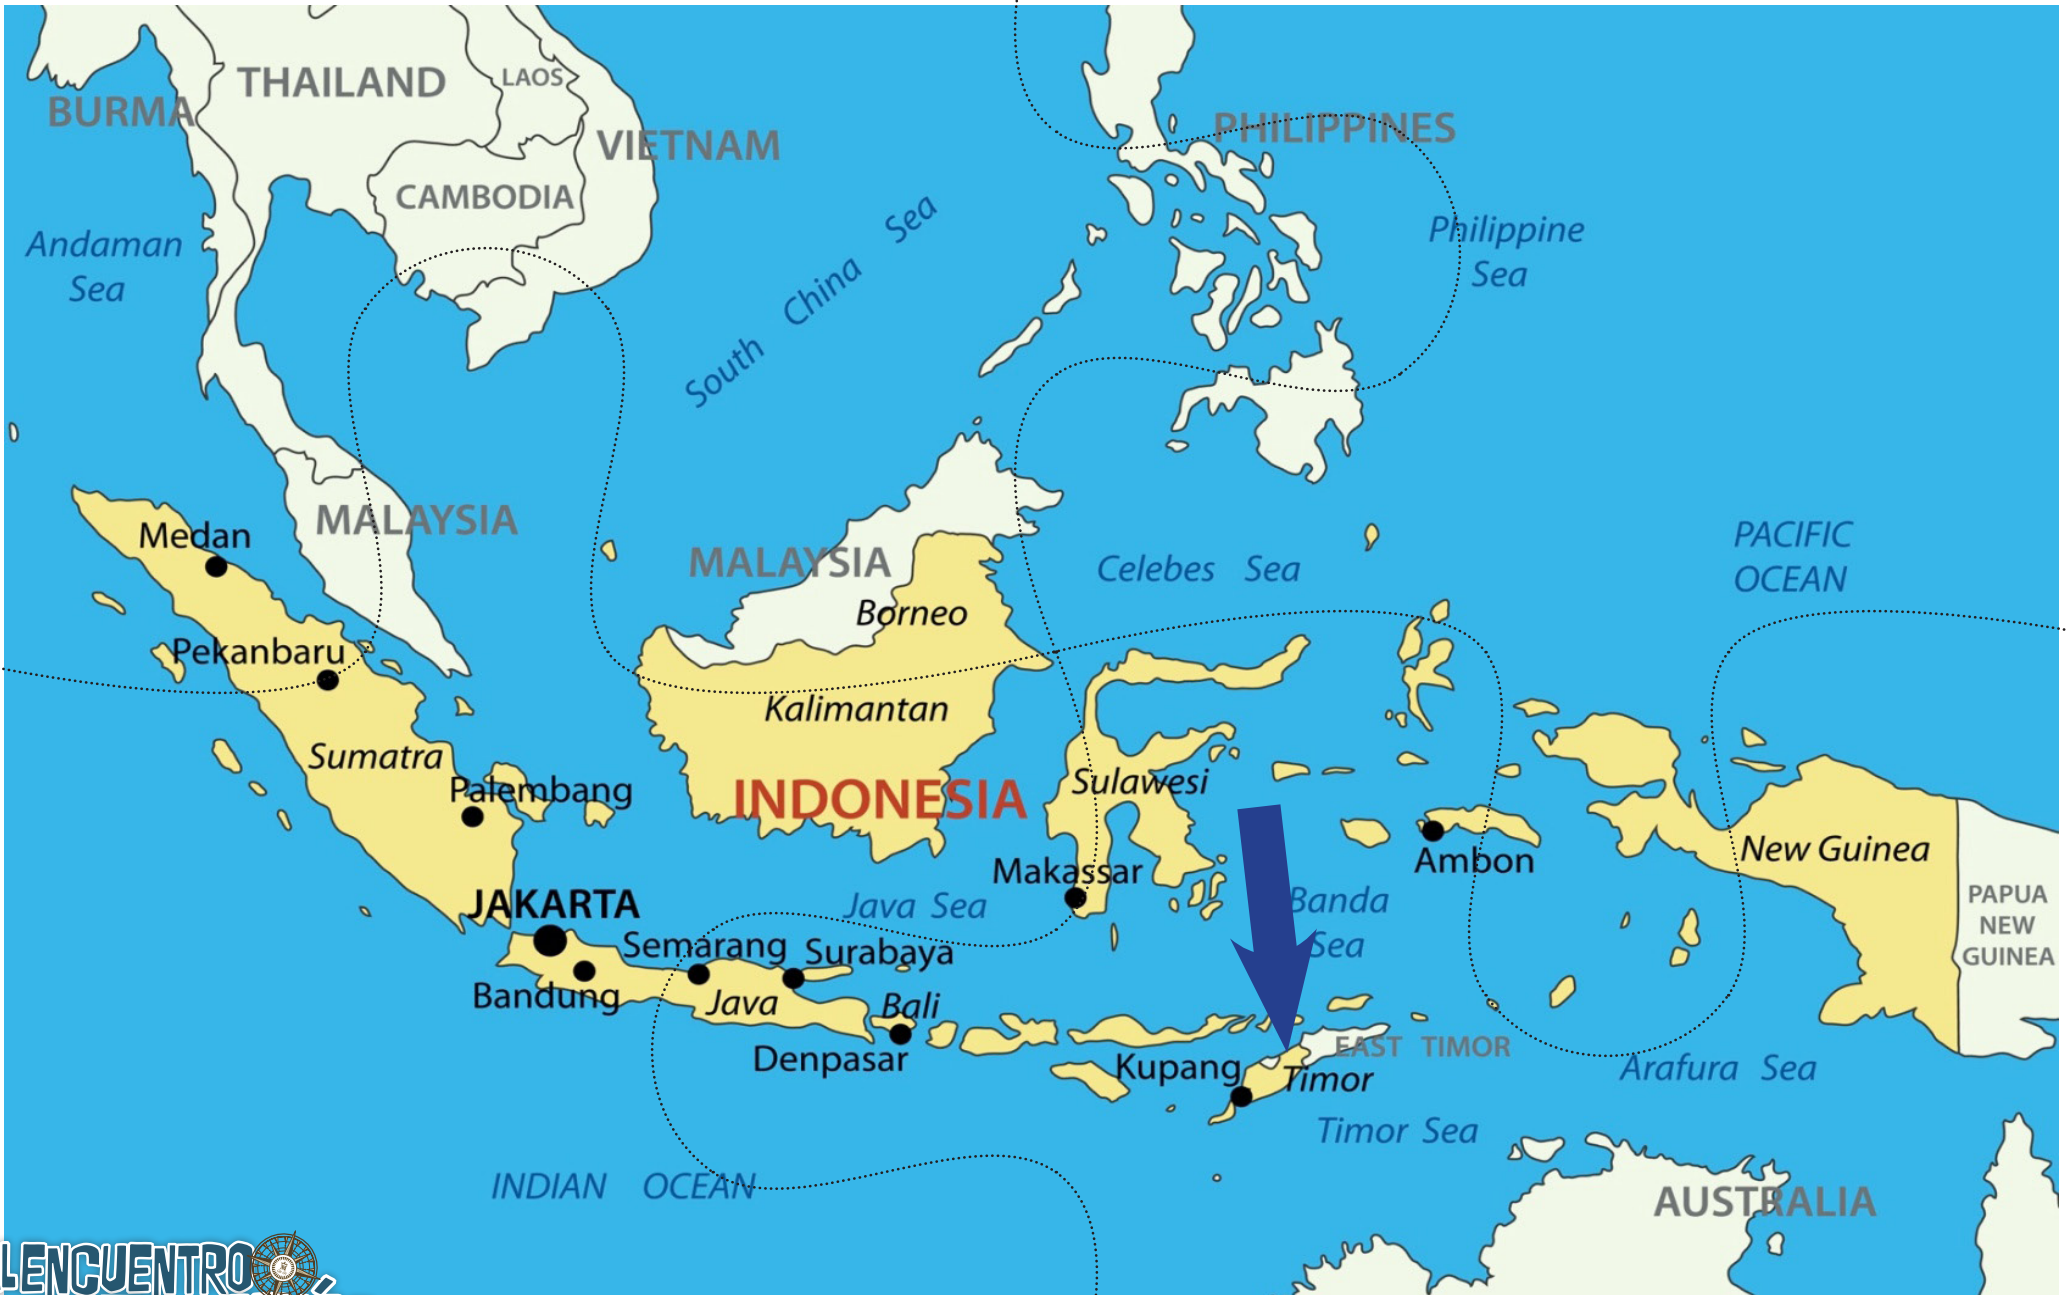 THAILAND
LAOS
BURMA
VIETNAM
PHILIPPINES
CAMBODIA
Andaman
Sea
South China Sea
Philippine
Sea
MALAYSIA
Medan
MALAYSIA
Celebes Sea
PACIFIC
OCEAN
Borneo
Pekanbaru
Kalimantan
Sumatra
Palembang
INDONESIA
Sulawesi
New Guinea
Makassar
Ambon
JAKARTA
Java Sea
Banda
Sea
PAPUA
NEW
GUINEA
Semarang
Surabaya
Bandung
Java
Bali
Denpasar
Kupang
EAST TIMOR
Timor
Arafura Sea
Timor Sea
INDIAN OCEAN
AUSTRALIA
LENCUENTRO